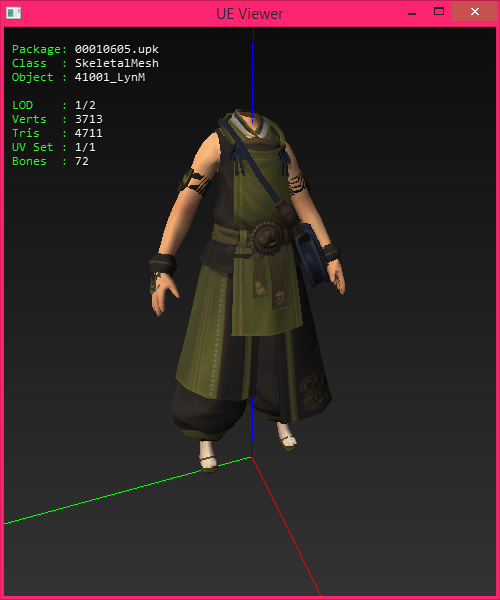 UE Viewer
Package: 00010605.upk
Class  : SkeletalMesh
Object : 41001_LynM
LOD    : 1/2
Verts  : 3713
Tris   : 4711
UV Set : 1/1
Bones  : 72